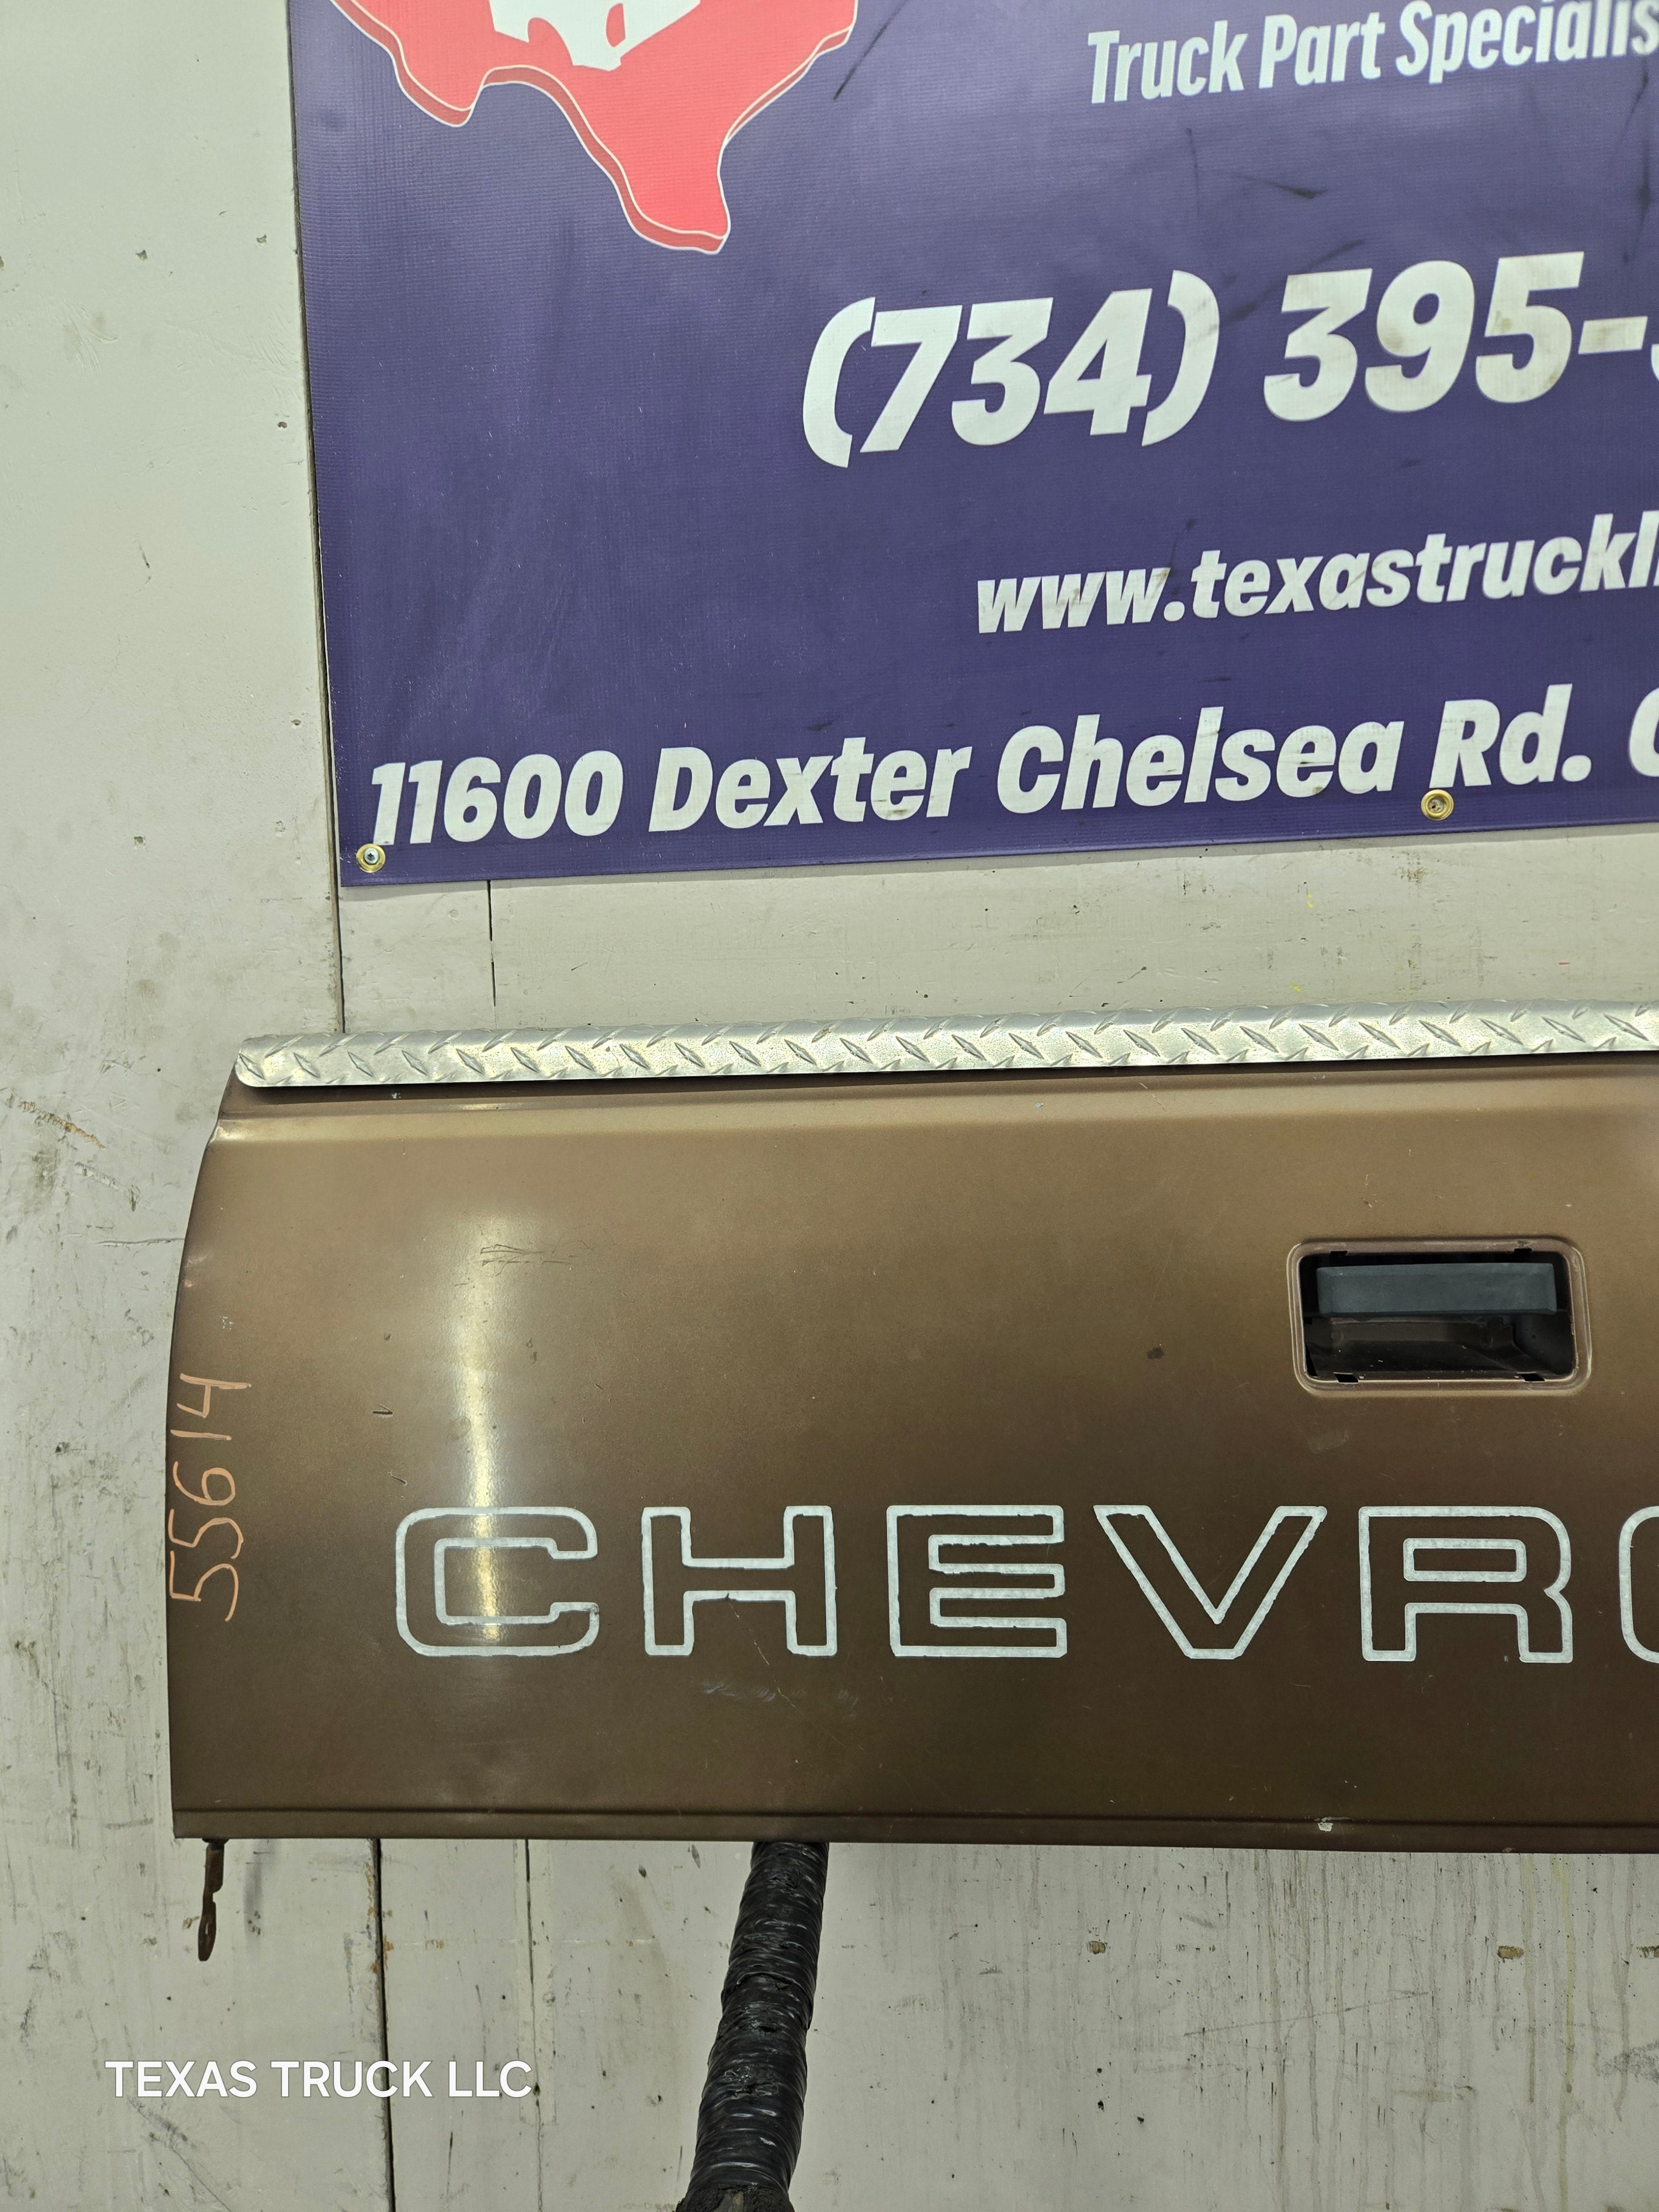 Truck Part Specialis
(734) 395-
www.texastruckl
11600 Dexter Chelsea Rd.
55614
CHEVRO
TEXAS TRUCK LLC